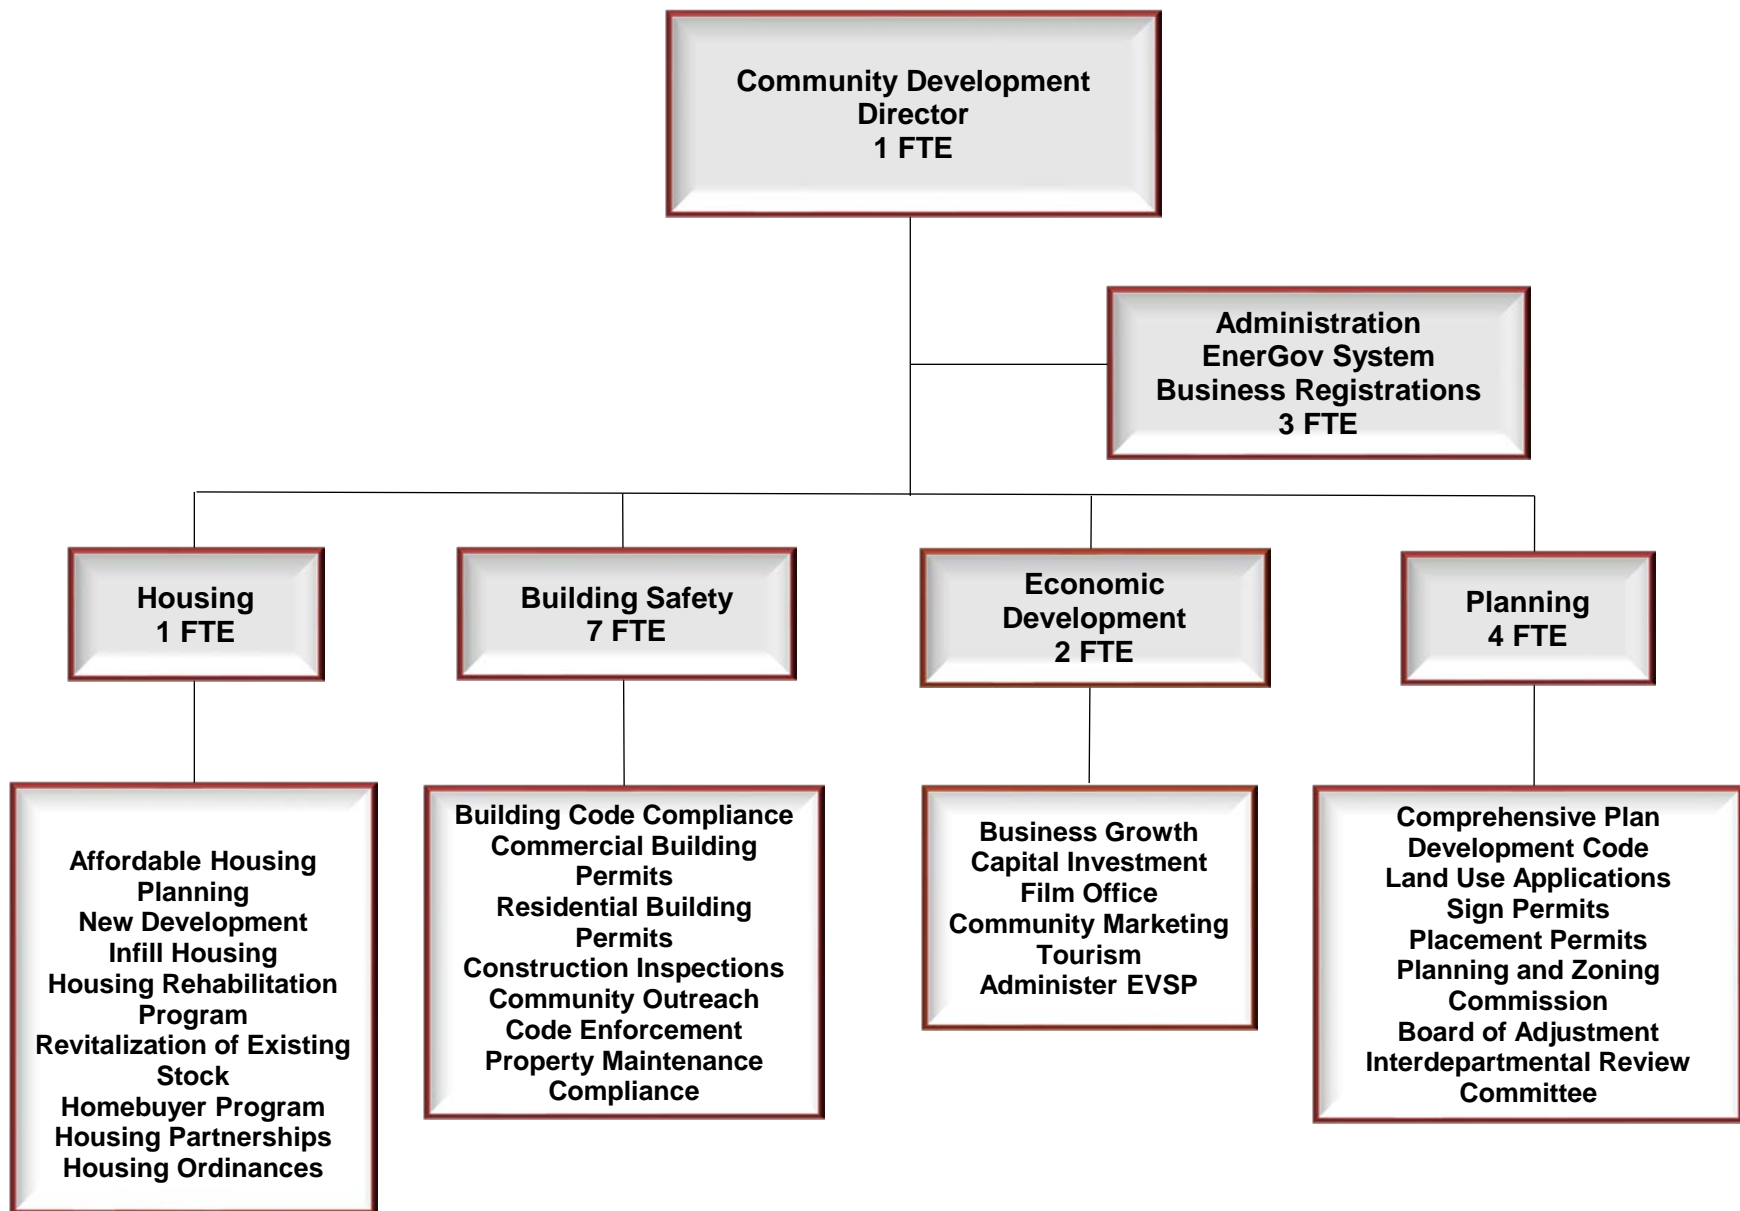 Community Development
Director
1 FTE
Administration
EnerGov System
Business Registrations
3 FTE
Housing
1 FTE
Building Safety
7 FTE
Economic
Development
2 FTE
Planning
4 FTE
Affordable Housing
Planning
New Development
Infill Housing
Housing Rehabilitation
Program
Revitalization of Existing
Stock
Homebuyer Program
Housing Partnerships
Housing Ordinances
Building Code Compliance
Commercial Building
Permits
Residential Building
Permits
Construction Inspections
Community Outreach
Code Enforcement
Property Maintenance
Compliance
Business Growth
Capital Investment
Film Office
Community Marketing
Tourism
Administer EVSP
Comprehensive Plan
Development Code
Land Use Applications
Sign Permits
Placement Permits
Planning and Zoning
Commission
Board of Adjustment
Interdepartmental Review
Committee